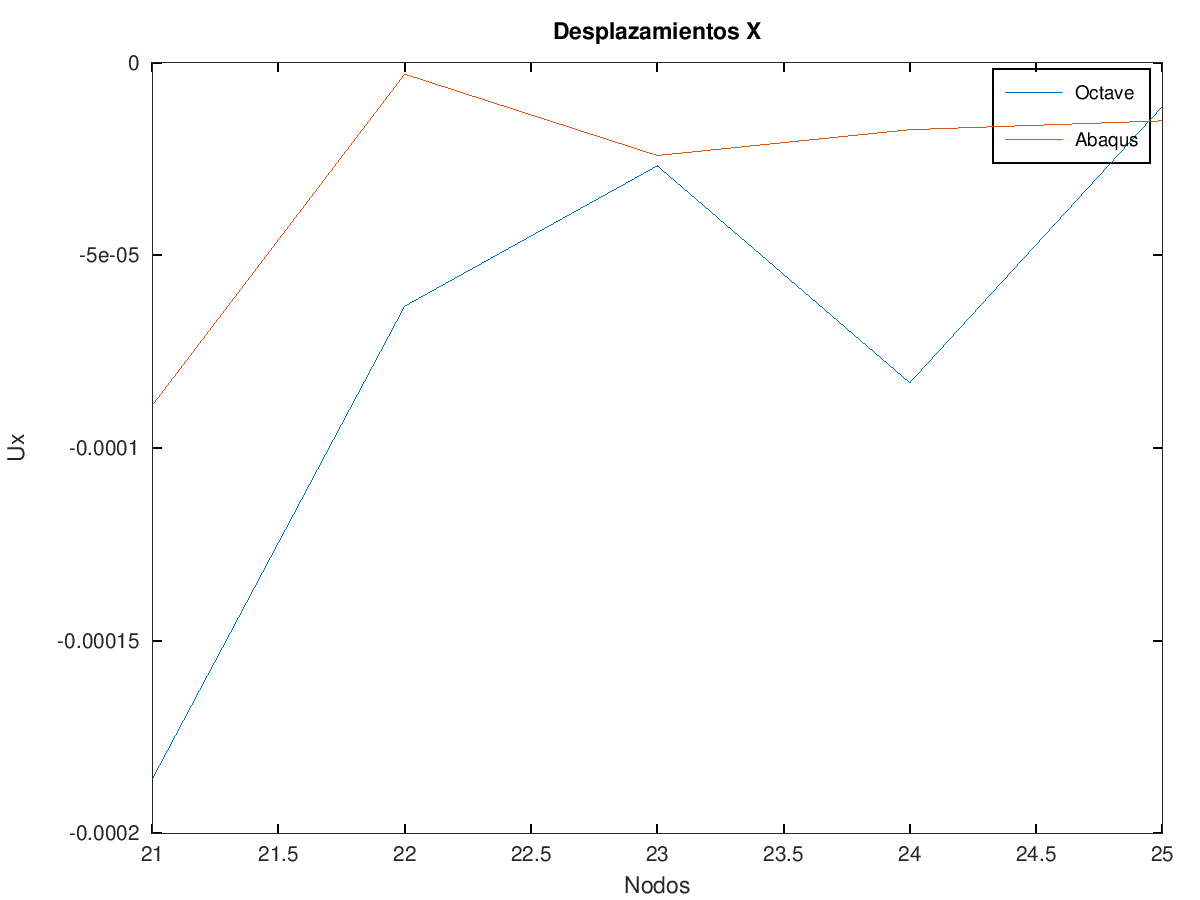 Desplazamientos X
0
-5e-05
-0.0001
-0.00015
-0.0002
Ux
Octave
Abaqus
21
21.5
22
22.5
23
23.5
24
24.5
25
Nodos